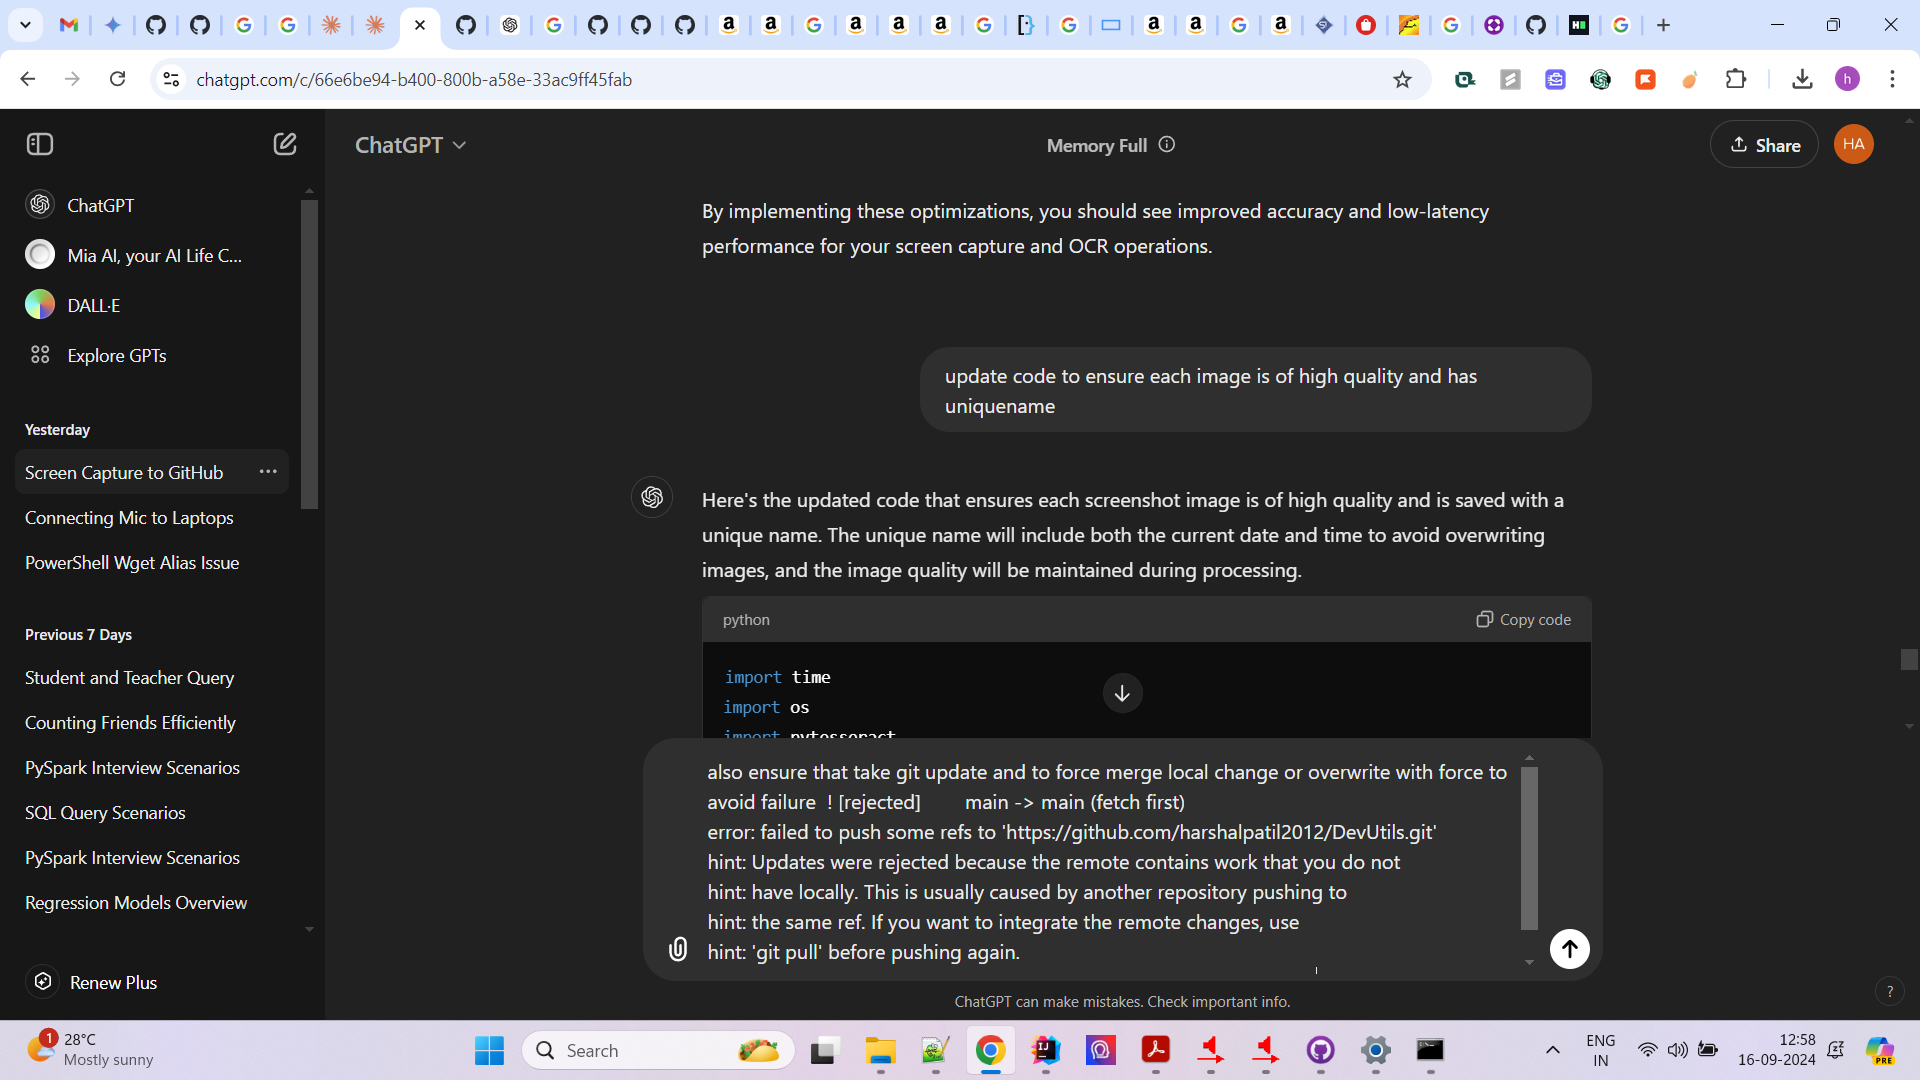 chatgpt.com/c/66e6be94-b400-800b-a58e-33ac9ff45fab
h
ChatGPT
Memory Full
Share
HA
ChatGPT
Mia AI, your AI Life C...
DALL·E
Explore GPTs
Yesterday
Screen Capture to GitHub
Connecting Mic to Laptops
PowerShell Wget Alias Issue
Previous 7 Days
Student and Teacher Query
Counting Friends Efficiently
PySpark Interview Scenarios
SQL Query Scenarios
PySpark Interview Scenarios
Regression Models Overview
Renew Plus
By implementing these optimizations, you should see improved accuracy and low-latency
performance for your screen capture and OCR operations.
update code to ensure each image is of high quality and has
uniquename
Here's the updated code that ensures each screenshot image is of high quality and is saved with a
unique name. The unique name will include both the current date and time to avoid overwriting
images, and the image quality will be maintained during processing.
python
Copy code
import time
import os
import pytesseract
also ensure that take git update and to force merge local change or overwrite with force to
avoid failure ! [rejected] main -> main (fetch first)
error: failed to push some refs to 'https://github.com/harshalpatil2012/DevUtils.git'
hint: Updates were rejected because the remote contains work that you do not
hint: have locally. This is usually caused by another repository pushing to
hint: the same ref. If you want to integrate the remote changes, use
hint: 'git pull' before pushing again.
ChatGPT can make mistakes. Check important info.
?
1
28°C
Mostly sunny
Search
ENG
IN
12:58
16-09-2024
PRE